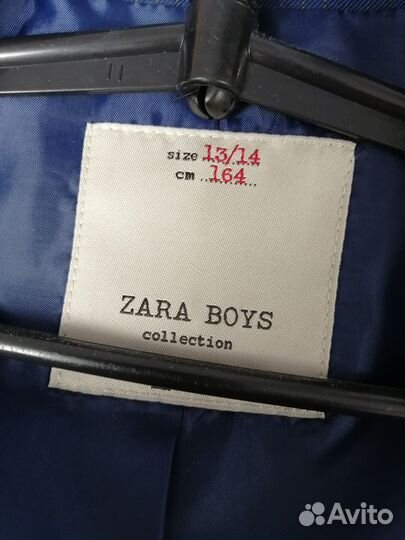 size 13/14
cm 164
ZARA BOYS
collection
Avito